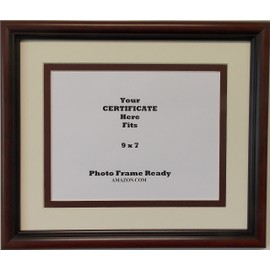 Your
CERTIFICATE
Here
Fits
9 x 7
Photo Frame Ready
AMAZON.COM